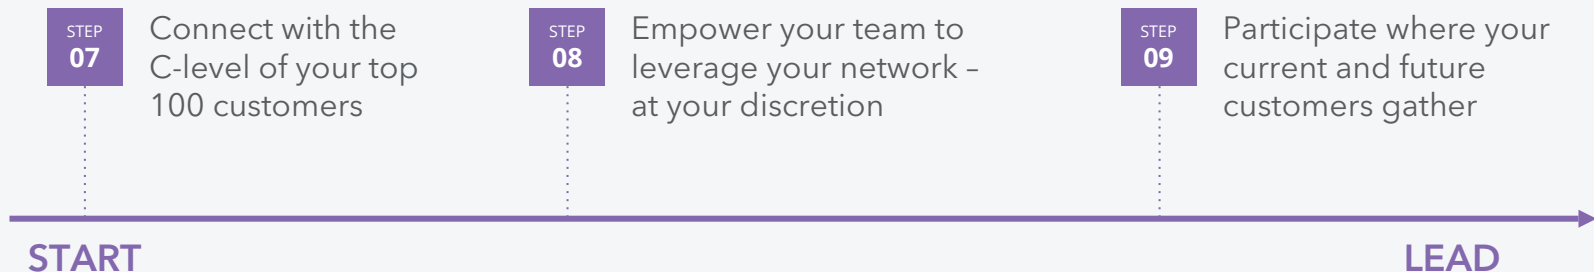 STEP
07
Connect with the
C-level of your top
100 customers
STEP
08
Empower your team to
leverage your network –
at your discretion
STEP
09
Participate where your
current and future
customers gather
START
LEAD